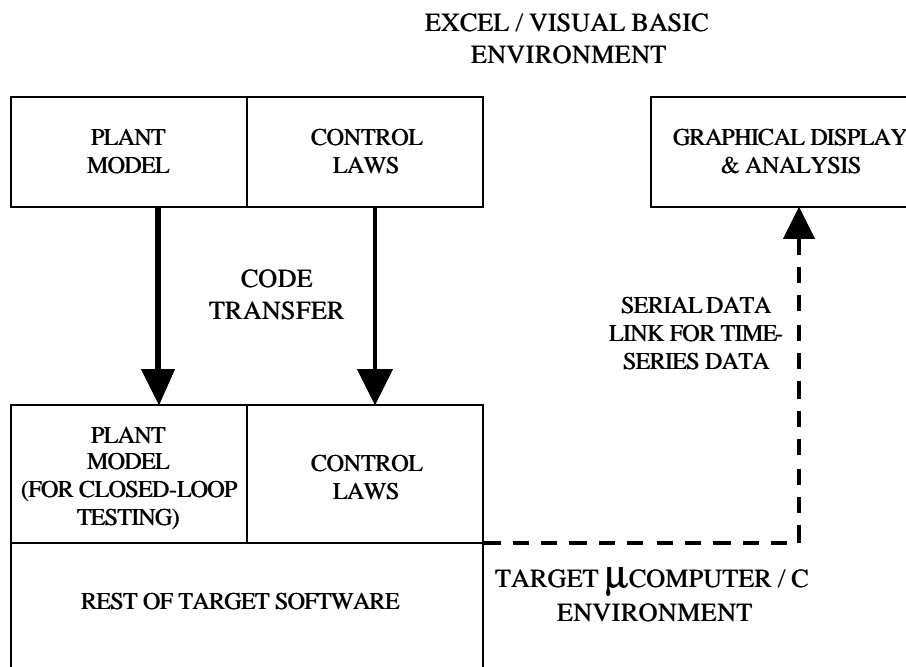 EXCEL / VISUAL BASIC
ENVIRONMENT
PLANT
MODEL
CONTROL
LAWS
GRAPHICAL DISPLAY
& ANALYSIS
CODE
TRANSFER
SERIAL DATA
LINK FOR TIME-
SERIES DATA
PLANT
MODEL
(FOR CLOSED-LOOP
TESTING)
CONTROL
LAWS
REST OF TARGET SOFTWARE
TARGET μCOMPUTER / C
ENVIRONMENT